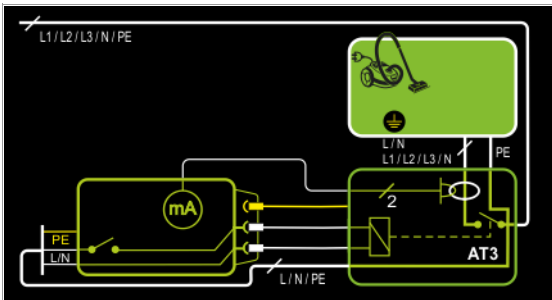 L1/L2/L3/N/PE
L/N
L1/L2/L3/N
PE
mA
2
PE
L/N
AT3
L/N/PE